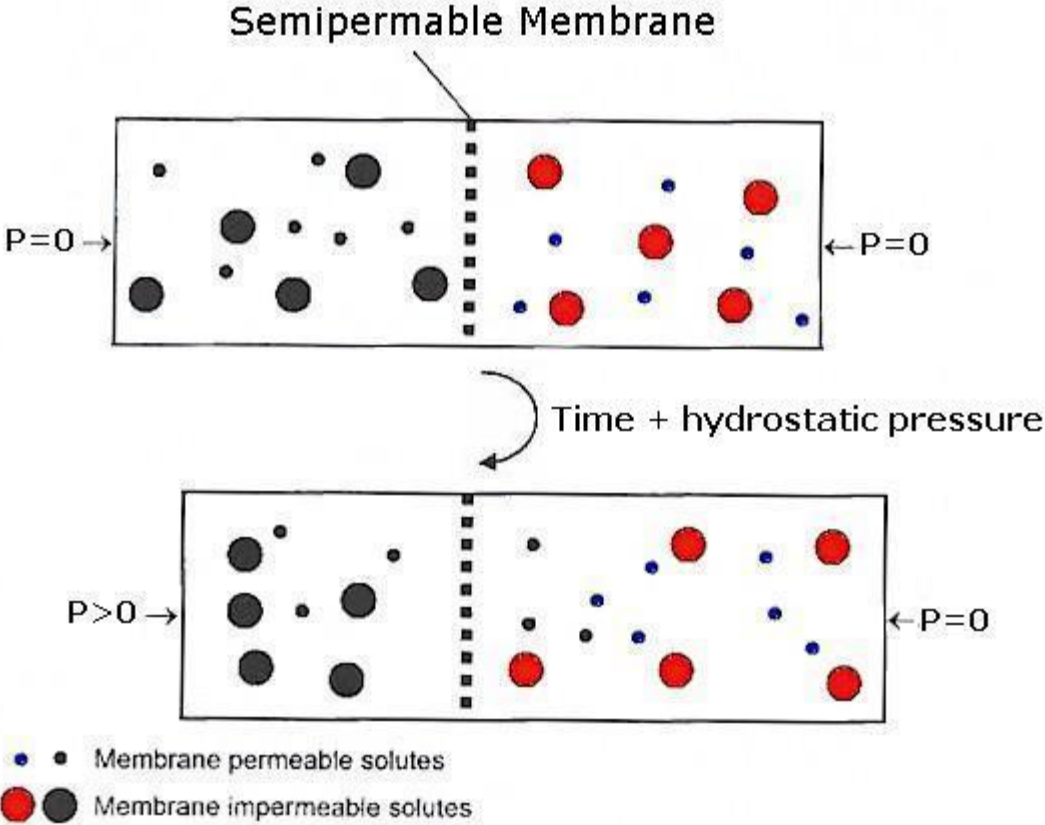 Semipermable Membrane
P=0 →
←P=0
Time + hydrostatic pressure
P>0 →
←P=0
Membrane permeable solutes
Membrane impermeable solutes